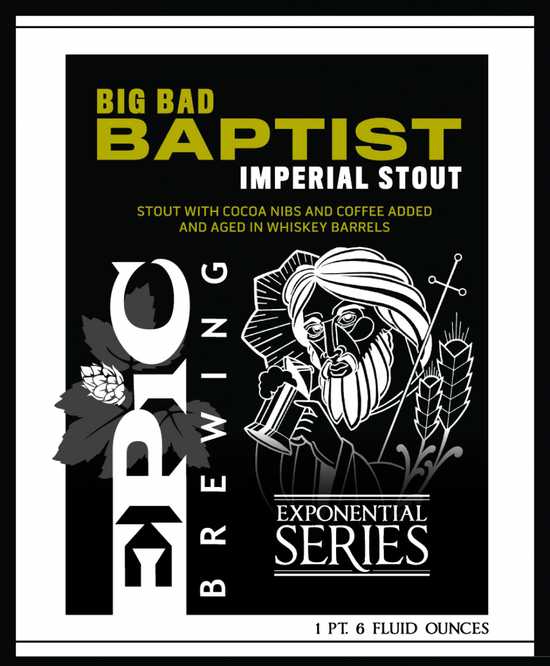 BIG BAD
BAPTIST
IMPERIAL STOUT
STOUT WITH COCOA NIBS AND COFFEE ADDED
AND AGED IN WHISKEY BARRELS
EPIC
BREWING
EXPONENTIAL
SERIES
1 PT. 6 FLUID OUNCES